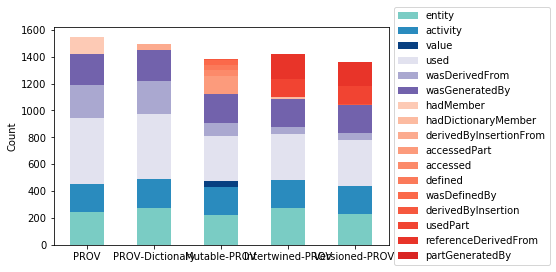 1600
1400
1200
1000
800
600
400
200
0
Count
PROV
PROV-Dictionary
Mutable-PROV
Intertwined-PROV
Versioned-PROV
entity
activity
value
used
wasDerivedFrom
wasGeneratedBy
hadMember
hadDictionaryMember
derivedByInsertionFrom
accessedPart
accessed
defined
wasDefinedBy
derivedByInsertion
usedPart
referenceDerivedFrom
partGeneratedBy